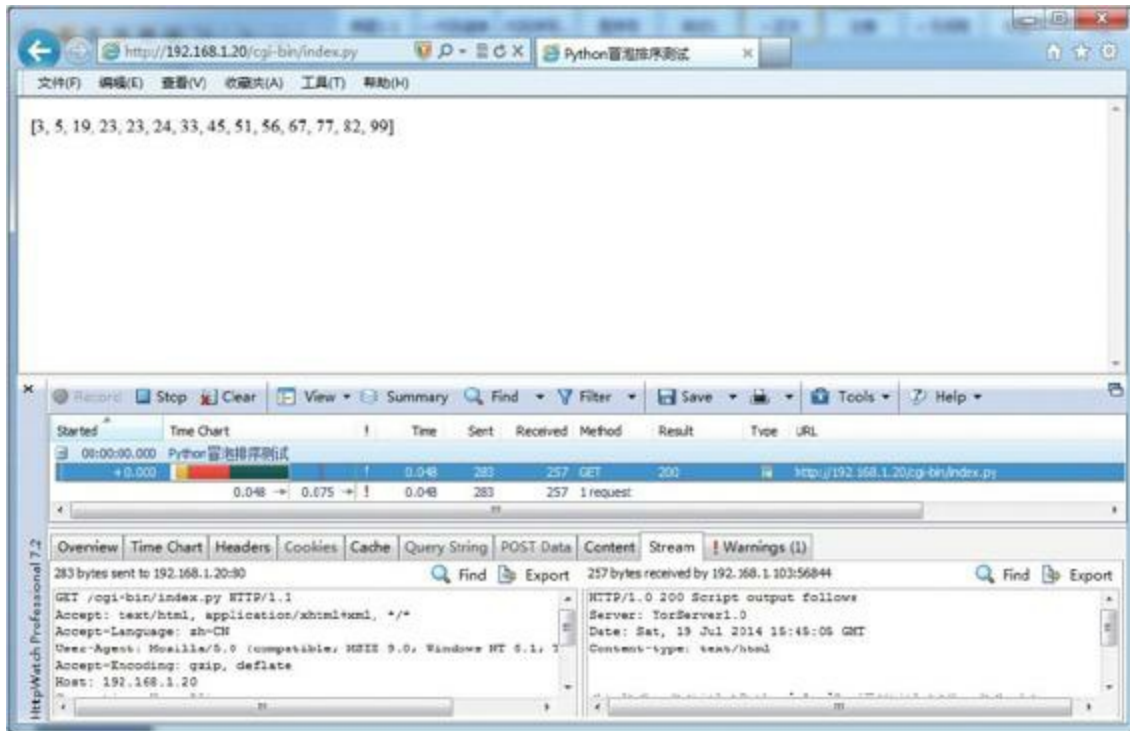 http://192.168.1.20/cgi-bin/index.py
Python冒泡排序测试
文件(F) 编辑(E) 查看(V) 收藏夹(A) 工具(T) 帮助(H)
[3, 5, 19, 23, 23, 24, 33, 45, 51, 56, 67, 77, 82, 99]
Record Stop Clear View Summary Find Filter Save Tools Help
Started Time Chart ! Time Sent Received Method Result Type URL
00:00:00.000 Python冒泡排序测试
+0.000 ! 0.048 283 257 GET 200 http://192.168.1.20/cgi-bin/index.py
0.048 0.075 ! 0.048 283 257 1 request
HttpWatch Professional 7.2
Overview Time Chart Headers Cookies Cache Query String POST Data Content Stream ! Warnings (1)
283 bytes sent to 192.168.1.20:80 Find Export
GET /cgi-bin/index.py HTTP/1.1
Accept: text/html, application/xhtml+xml, */*
Accept-Language: zh-CN
User-Agent: Mozilla/5.0 (compatible; MSIE 9.0; Windows NT 6.1;
Accept-Encoding: gzip, deflate
Host: 192.168.1.20
257 bytes received by 192.168.1.103:56844 Find Export
HTTP/1.0 200 Script output follows
Server: YorServer1.0
Date: Sat, 19 Jul 2014 15:45:05 GMT
Content-type: text/html